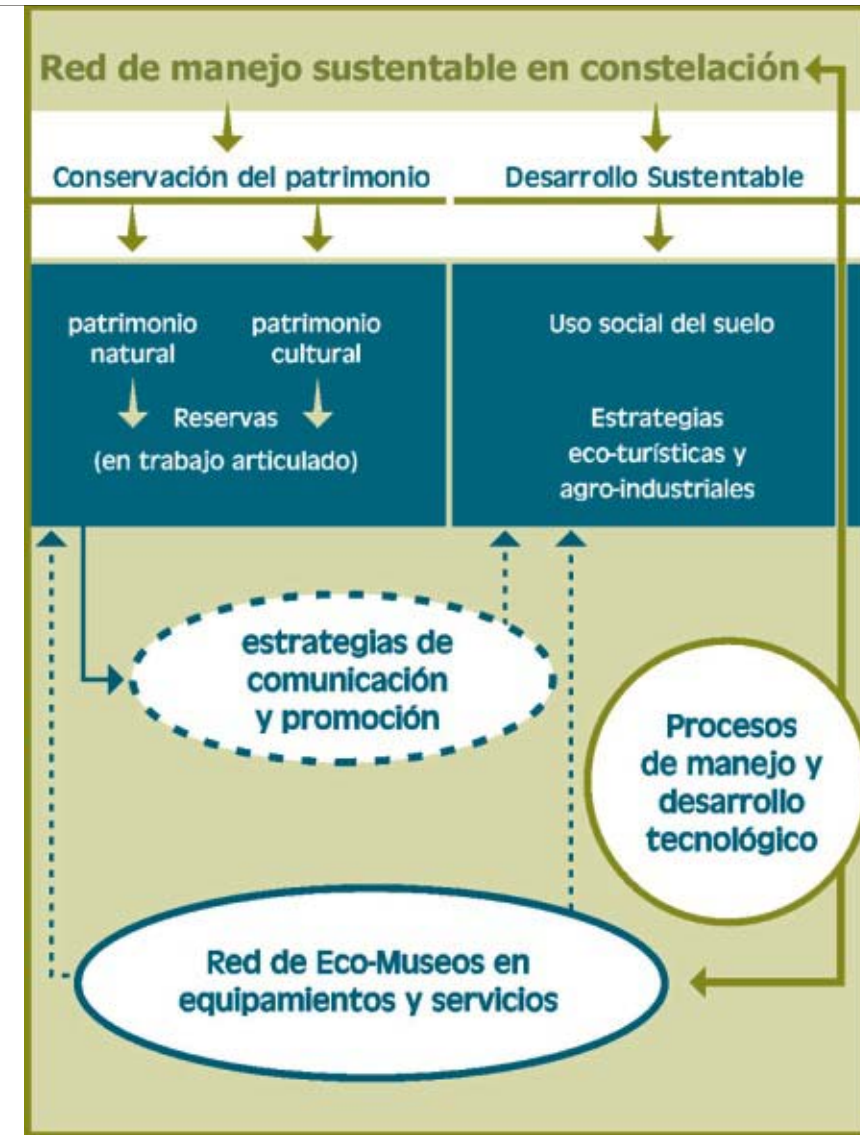 Red de manejo sustentable en constelación
Conservación del patrimonio
Desarrollo Sustentable
patrimonio
natural
patrimonio
cultural
Reservas
(en trabajo articulado)
Uso social del suelo
Estrategias
eco-turísticas y
agro-industriales
estrategias de
comunicación
y promoción
Procesos
de manejo y
desarrollo
tecnológico
Red de Eco-Museos en
equipamientos y servicios